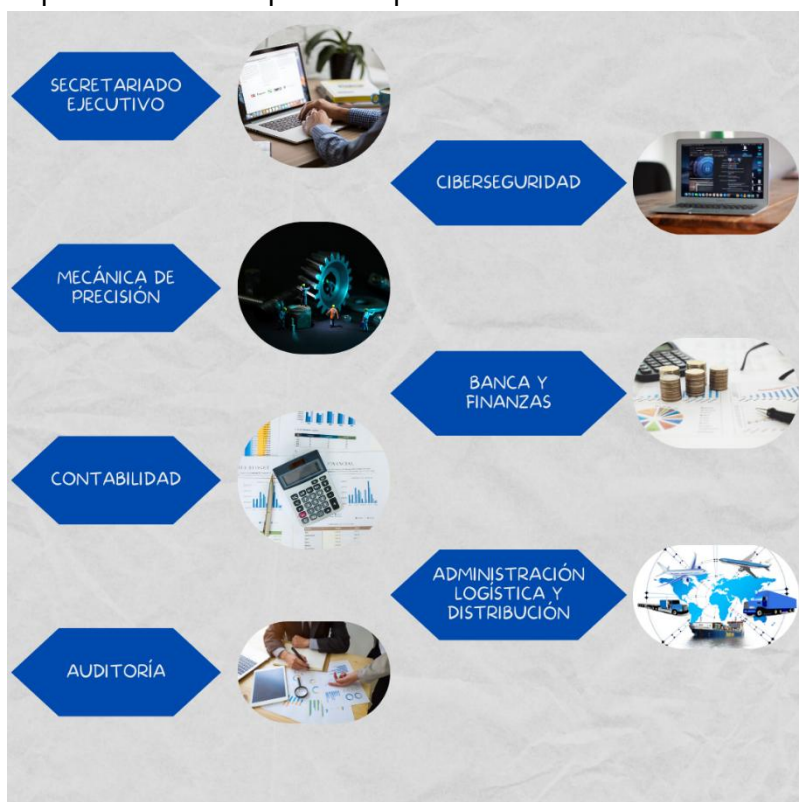 SECRETARIADO
EJECUTIVO
CIBERSEGURIDAD
MECÁNICA DE
PRECISIÓN
BANCA Y
FINANZAS
CONTABILIDAD
ADMINISTRACIÓN
LOGÍSTICA Y
DISTRIBUCIÓN
AUDITORÍA